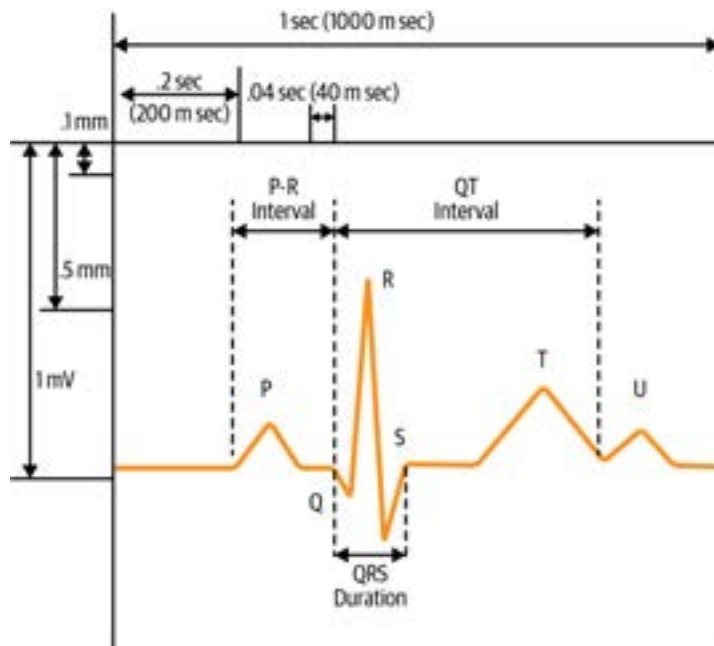 1 sec (1000 m sec)
.2 sec
(200 m sec)
.04 sec (40 m sec)
.1 mm
P-R
Interval
QT
Interval
.5 mm
R
1 mV
P
T
U
S
Q
QRS
Duration